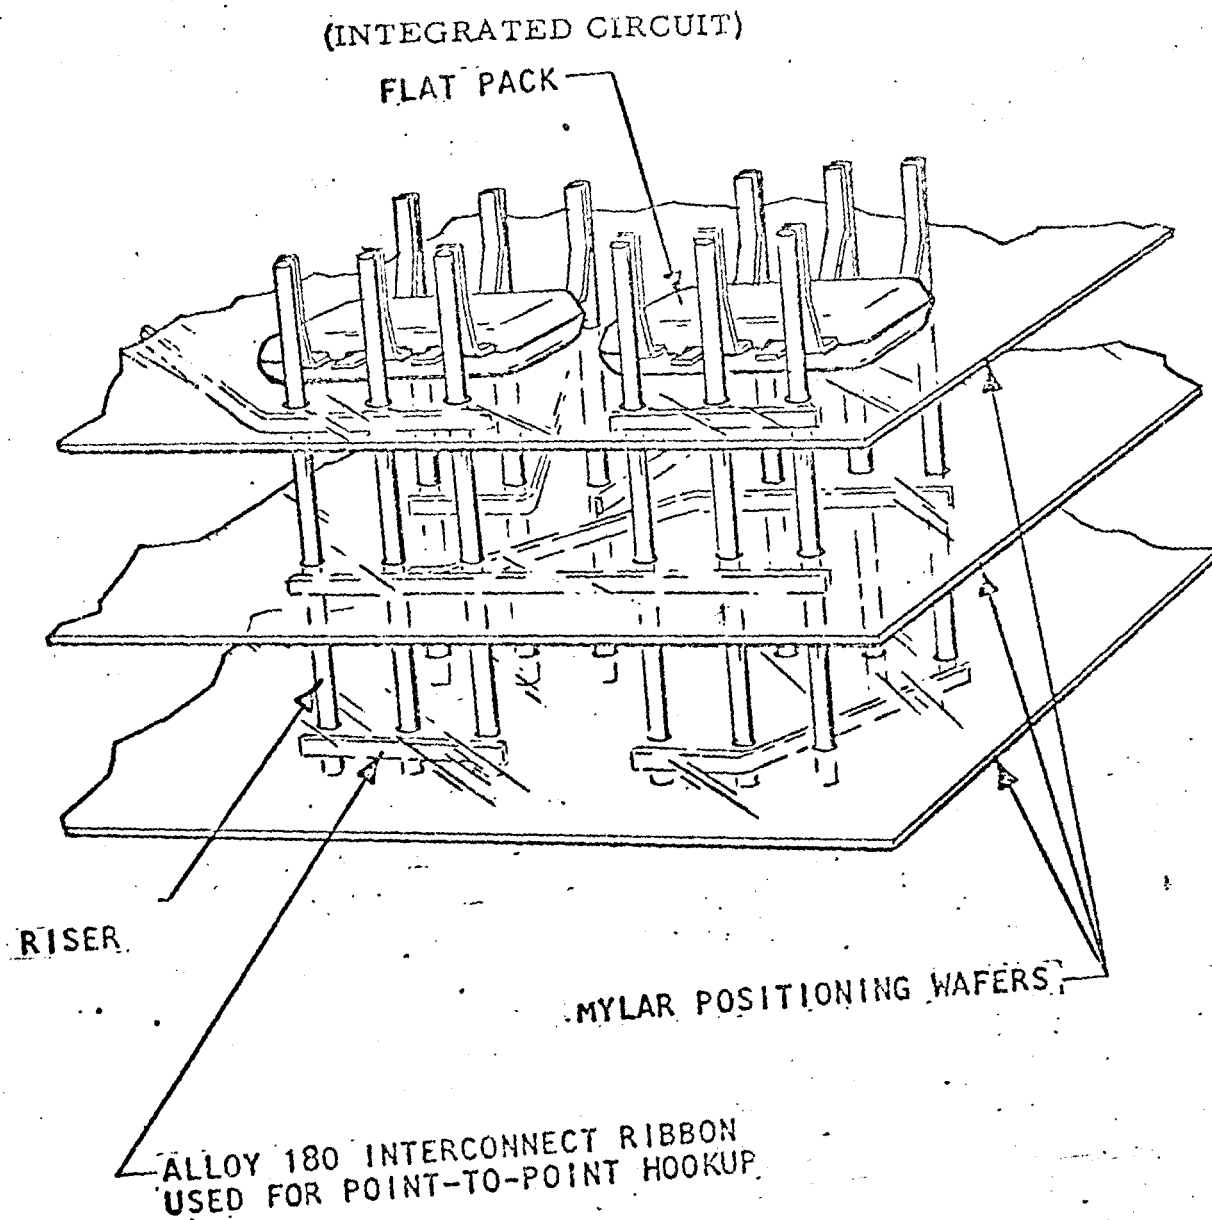 (INTEGRATED CIRCUIT)
FLAT PACK
RISER
MYLAR POSITIONING WAFERS
ALLOY 180 INTERCONNECT RIBBON
USED FOR POINT-TO-POINT HOOKUP